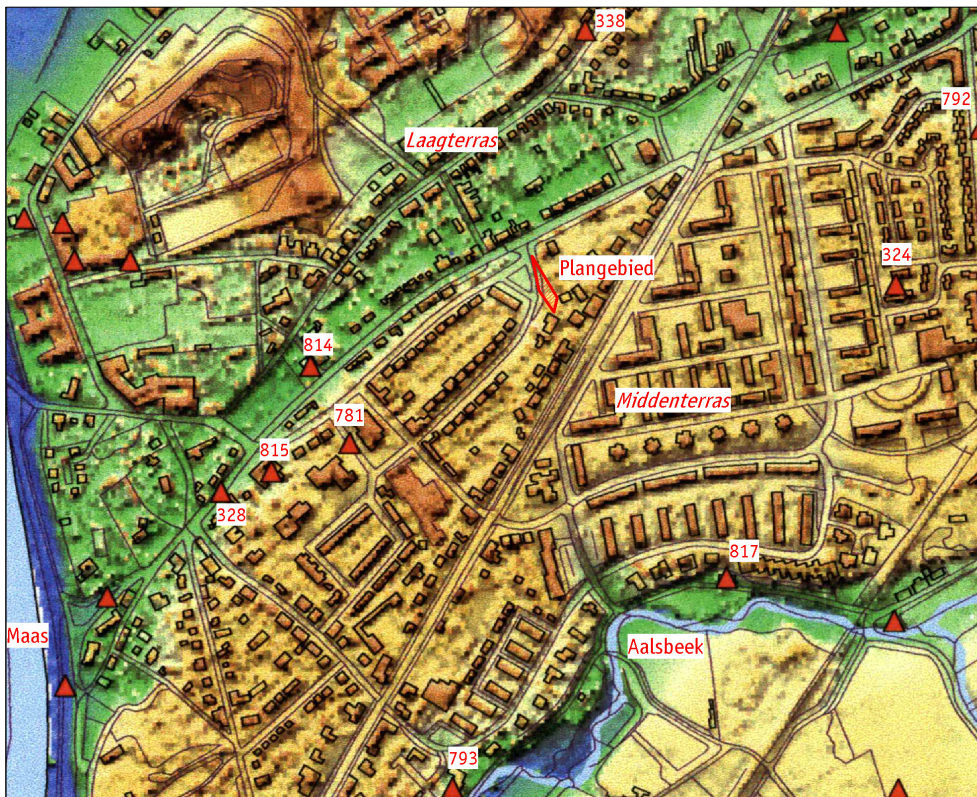 338
792
Laagterras
Plangebied
324
814
Middenterras
781
815
328
817
Maas
Aalsbeek
793